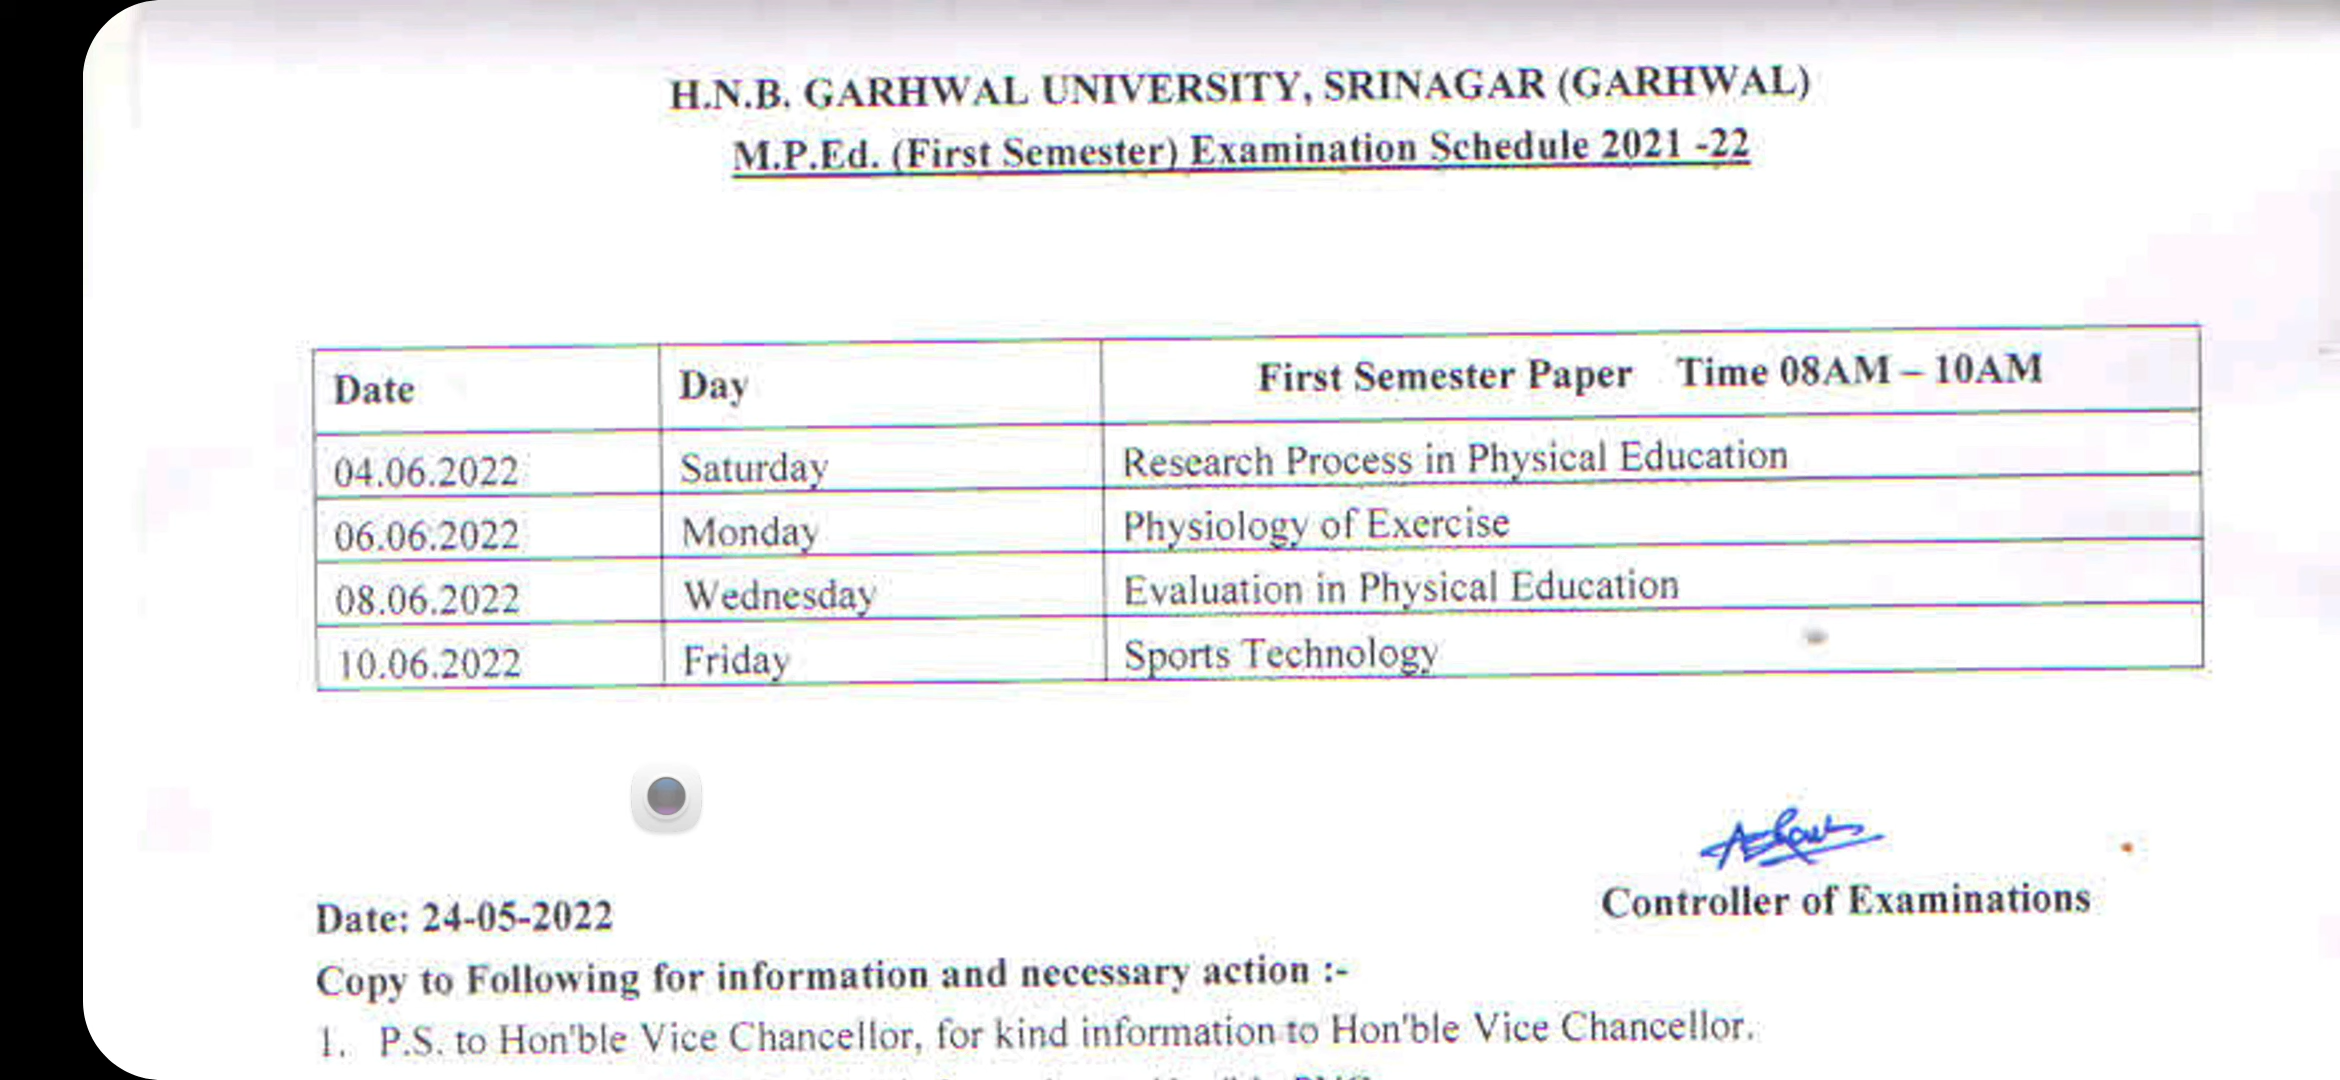 H.N.B. GARHWAL UNIVERSITY, SRINAGAR (GARHWAL)
M.P.Ed. (First Semester) Examination Schedule 2021 -22
Date Day First Semester Paper Time 08AM – 10AM
04.06.2022 Saturday Research Process in Physical Education
06.06.2022 Monday Physiology of Exercise
08.06.2022 Wednesday Evaluation in Physical Education
10.06.2022 Friday Sports Technology
Controller of Examinations
Date: 24-05-2022
Copy to Following for information and necessary action :-
1. P.S. to Hon'ble Vice Chancellor, for kind information to Hon'ble Vice Chancellor.